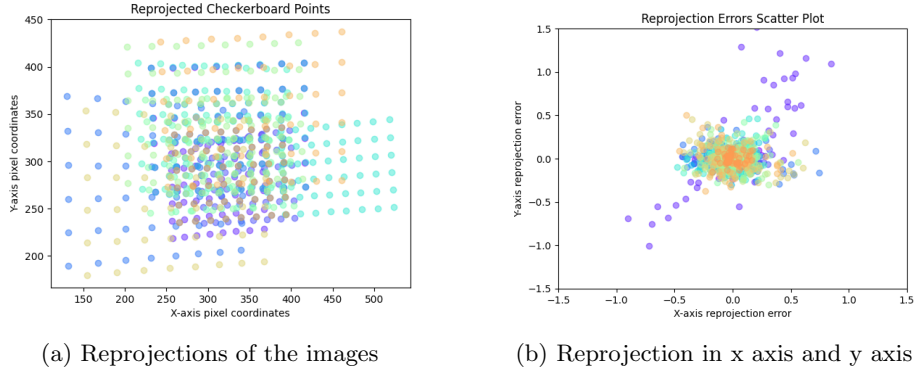 Reprojected Checkerboard Points
450
400
350
300
250
200
Y-axis pixel coordinates
150 200 250 300 350 400 450 500
X-axis pixel coordinates
(a) Reprojections of the images
Reprojection Errors Scatter Plot
1.5
1.0
0.5
0.0
−0.5
−1.0
−1.5
Y-axis reprojection error
−1.5 −1.0 −0.5 0.0 0.5 1.0 1.5
X-axis reprojection error
(b) Reprojection in x axis and y axis